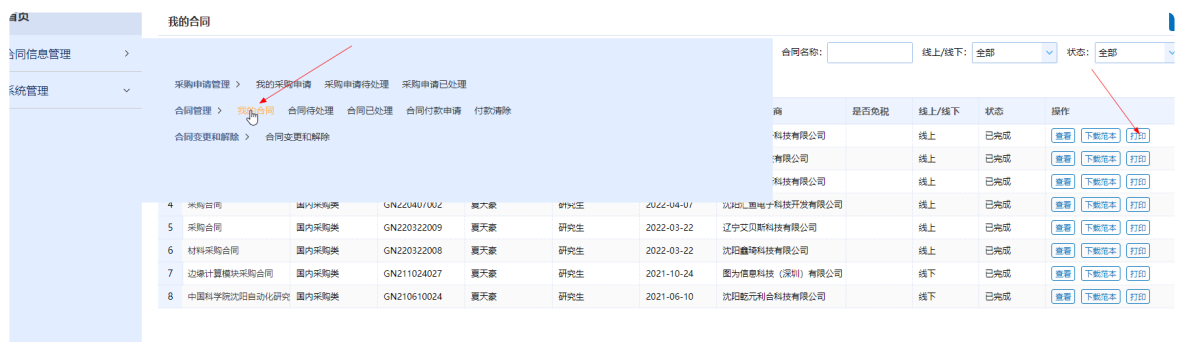 首页
我的合同
合同信息管理
系统管理
合同名称: 线上/线下: 全部 状态: 全部
采购申请管理 > 我的采购申请 采购申请待处理 采购申请已处理
合同管理 > 我的合同 合同待处理 合同已处理 合同付款申请 付款清除
合同变更和解除 > 合同变更和解除
商 是否免税 线上/线下 状态 操作
科技有限公司 线上 已完成 查看 下载范本 打印
有限公司 线上 已完成 查看 下载范本 打印
科技有限公司 线上 已完成 查看 下载范本 打印
4 采购合同 国内采购类 GN220407002 夏天豪 研究生 2022-04-07 沈阳汇鱼电子科技开发有限公司 线上 已完成 查看 下载范本 打印
5 采购合同 国内采购类 GN220322009 夏天豪 研究生 2022-03-22 辽宁艾贝斯科技有限公司 线上 已完成 查看 下载范本 打印
6 材料采购合同 国内采购类 GN220322008 夏天豪 研究生 2022-03-22 沈阳鑫琦科技有限公司 线上 已完成 查看 下载范本 打印
7 边缘计算模块采购合同 国内采购类 GN211024027 夏天豪 研究生 2021-10-24 图为信息科技（深圳）有限公司 线下 已完成 查看 下载范本 打印
8 中国科学院沈阳自动化研究 国内采购类 GN210610024 夏天豪 研究生 2021-06-10 沈阳乾元利合科技有限公司 线下 已完成 查看 下载范本 打印